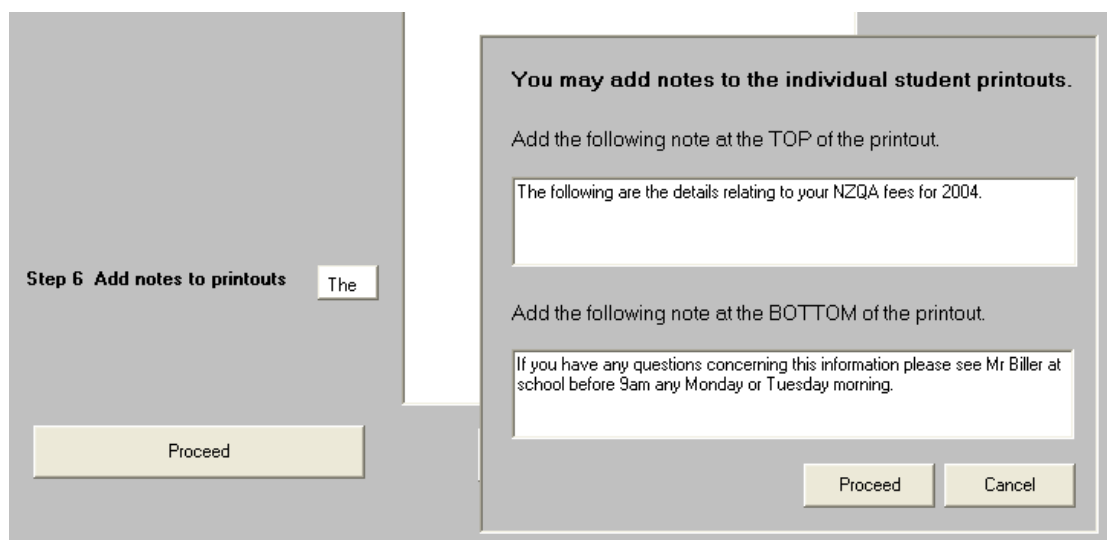 Step 6 Add notes to printouts
The
Proceed
You may add notes to the individual student printouts.
Add the following note at the TOP of the printout.
The following are the details relating to your NZQA fees for 2004.
Add the following note at the BOTTOM of the printout.
If you have any questions concerning this information please see Mr Biller at
school before 9am any Monday or Tuesday morning.
Proceed
Cancel